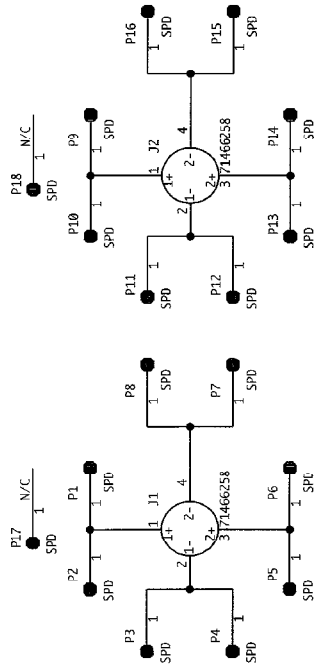 P17
N/C
1
SPD
P2
P1
1
1
SPD
SPD
P3
1
SPD
P8
1
SPD
J1
1
1+
2
1-
2-
4
2+
3
71466258
P4
1
SPD
P7
1
SPD
P5
1
SPD
P6
1
SPD
P18
N/C
1
SPD
P10
P9
1
1
SPD
SPD
P11
1
SPD
P16
1
SPD
J2
1
1+
2
1-
2-
4
2+
3
71466258
P12
1
SPD
P15
1
SPD
P13
1
SPD
P14
1
SPD